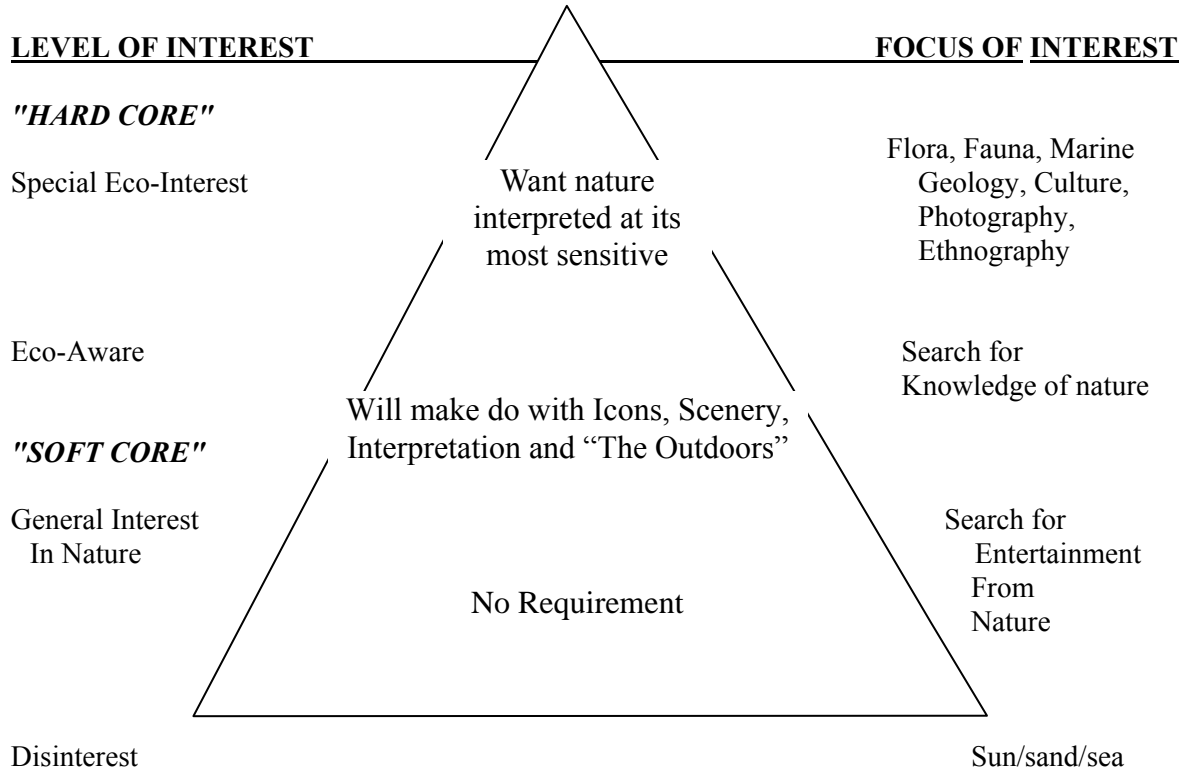 LEVEL OF INTEREST
FOCUS OF INTEREST
"HARD CORE"
Special Eco-Interest
Want nature
interpreted at its
most sensitive
Flora, Fauna, Marine
Geology, Culture,
Photography,
Ethnography
Eco-Aware
Search for
Knowledge of nature
Will make do with Icons, Scenery,
Interpretation and “The Outdoors”
"SOFT CORE"
General Interest
In Nature
Search for
Entertainment
From
Nature
No Requirement
Disinterest
Sun/sand/sea